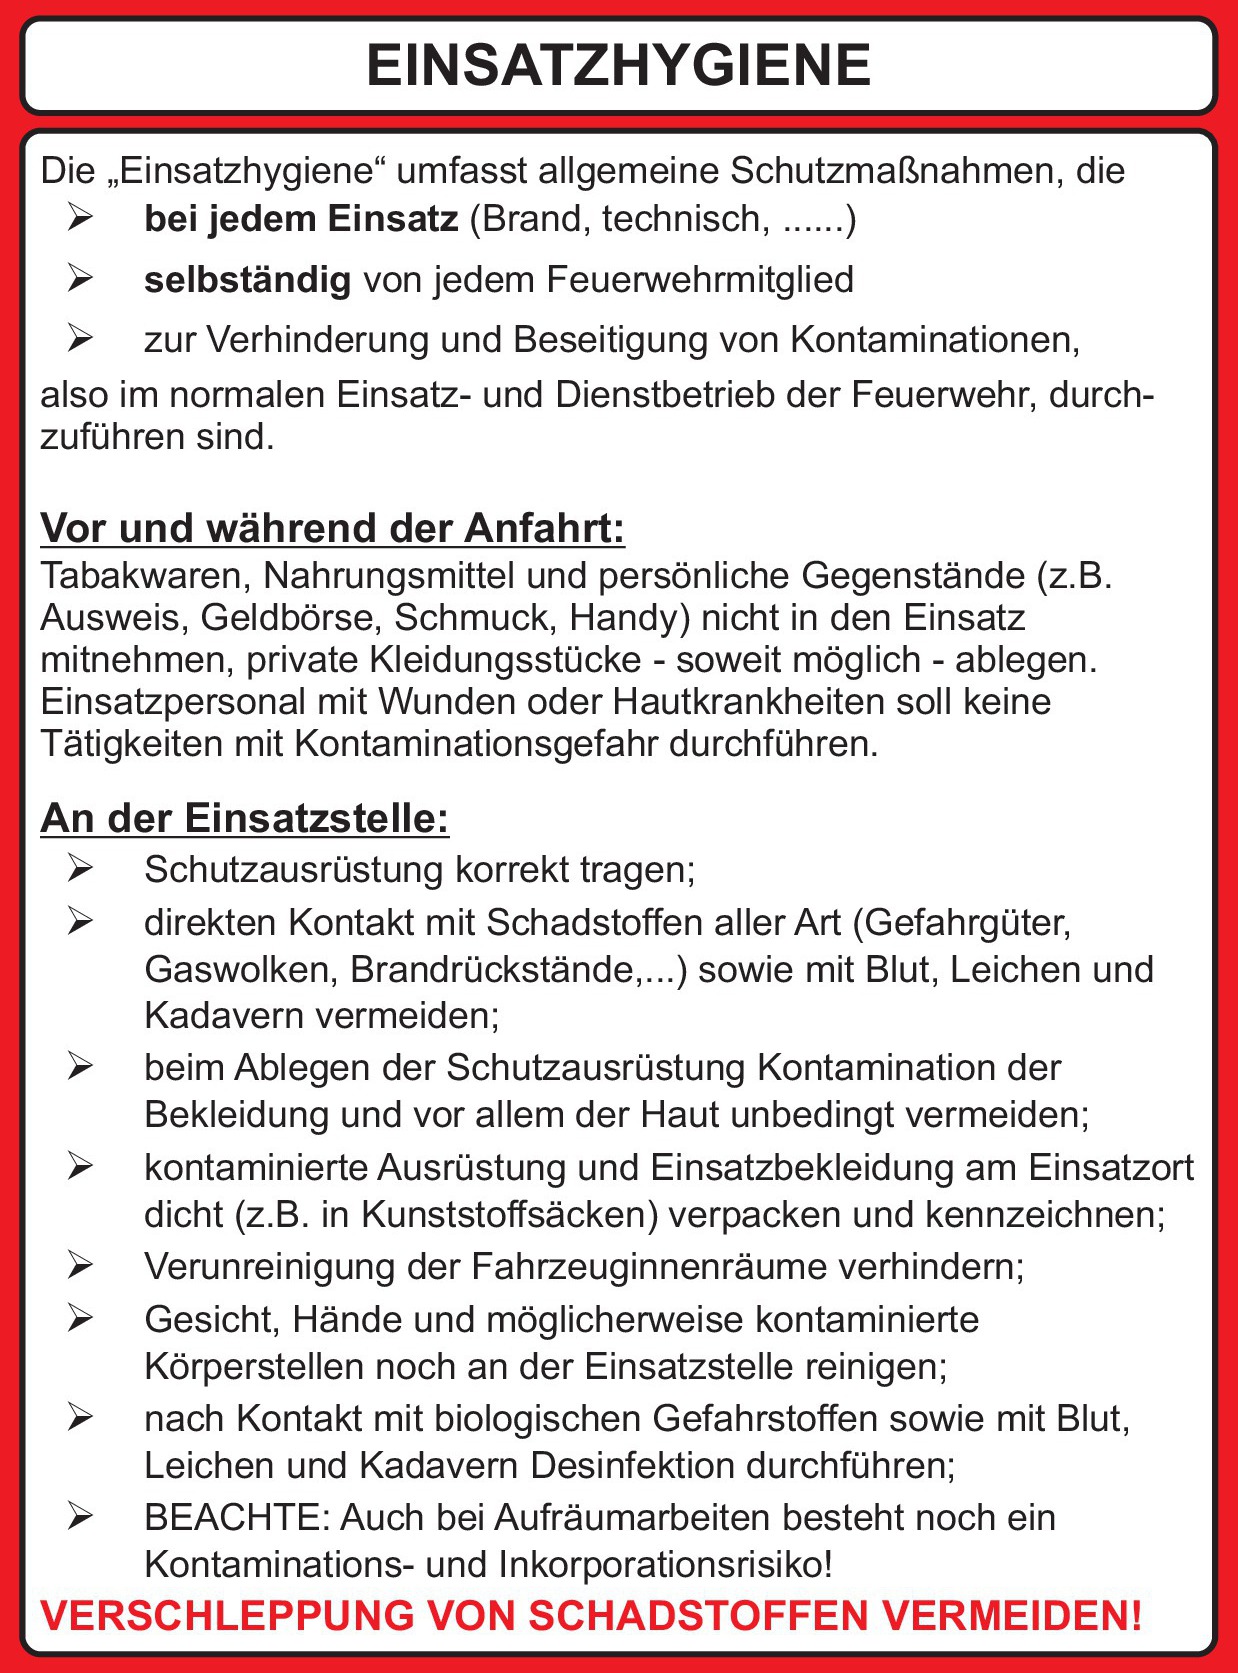 EINSATZHYGIENE
Die „Einsatzhygiene“ umfasst allgemeine Schutzmaßnahmen, die
➢ bei jedem Einsatz (Brand, technisch, ......)
➢ selbständig von jedem Feuerwehrmitglied
➢ zur Verhinderung und Beseitigung von Kontaminationen,
also im normalen Einsatz- und Dienstbetrieb der Feuerwehr, durch-
zuführen sind.
Vor und während der Anfahrt:
Tabakwaren, Nahrungsmittel und persönliche Gegenstände (z.B.
Ausweis, Geldbörse, Schmuck, Handy) nicht in den Einsatz
mitnehmen, private Kleidungsstücke - soweit möglich - ablegen.
Einsatzpersonal mit Wunden oder Hautkrankheiten soll keine
Tätigkeiten mit Kontaminationsgefahr durchführen.
An der Einsatzstelle:
➢ Schutzausrüstung korrekt tragen;
➢ direkten Kontakt mit Schadstoffen aller Art (Gefahrgüter,
Gaswolken, Brandrückstände,...) sowie mit Blut, Leichen und
Kadavern vermeiden;
➢ beim Ablegen der Schutzausrüstung Kontamination der
Bekleidung und vor allem der Haut unbedingt vermeiden;
➢ kontaminierte Ausrüstung und Einsatzbekleidung am Einsatzort
dicht (z.B. in Kunststoffsäcken) verpacken und kennzeichnen;
➢ Verunreinigung der Fahrzeuginnenräume verhindern;
➢ Gesicht, Hände und möglicherweise kontaminierte
Körperstellen noch an der Einsatzstelle reinigen;
➢ nach Kontakt mit biologischen Gefahrstoffen sowie mit Blut,
Leichen und Kadavern Desinfektion durchführen;
➢ BEACHTE: Auch bei Aufräumarbeiten besteht noch ein
Kontaminations- und Inkorporationsrisiko!
VERSCHLEPPUNG VON SCHADSTOFFEN VERMEIDEN!